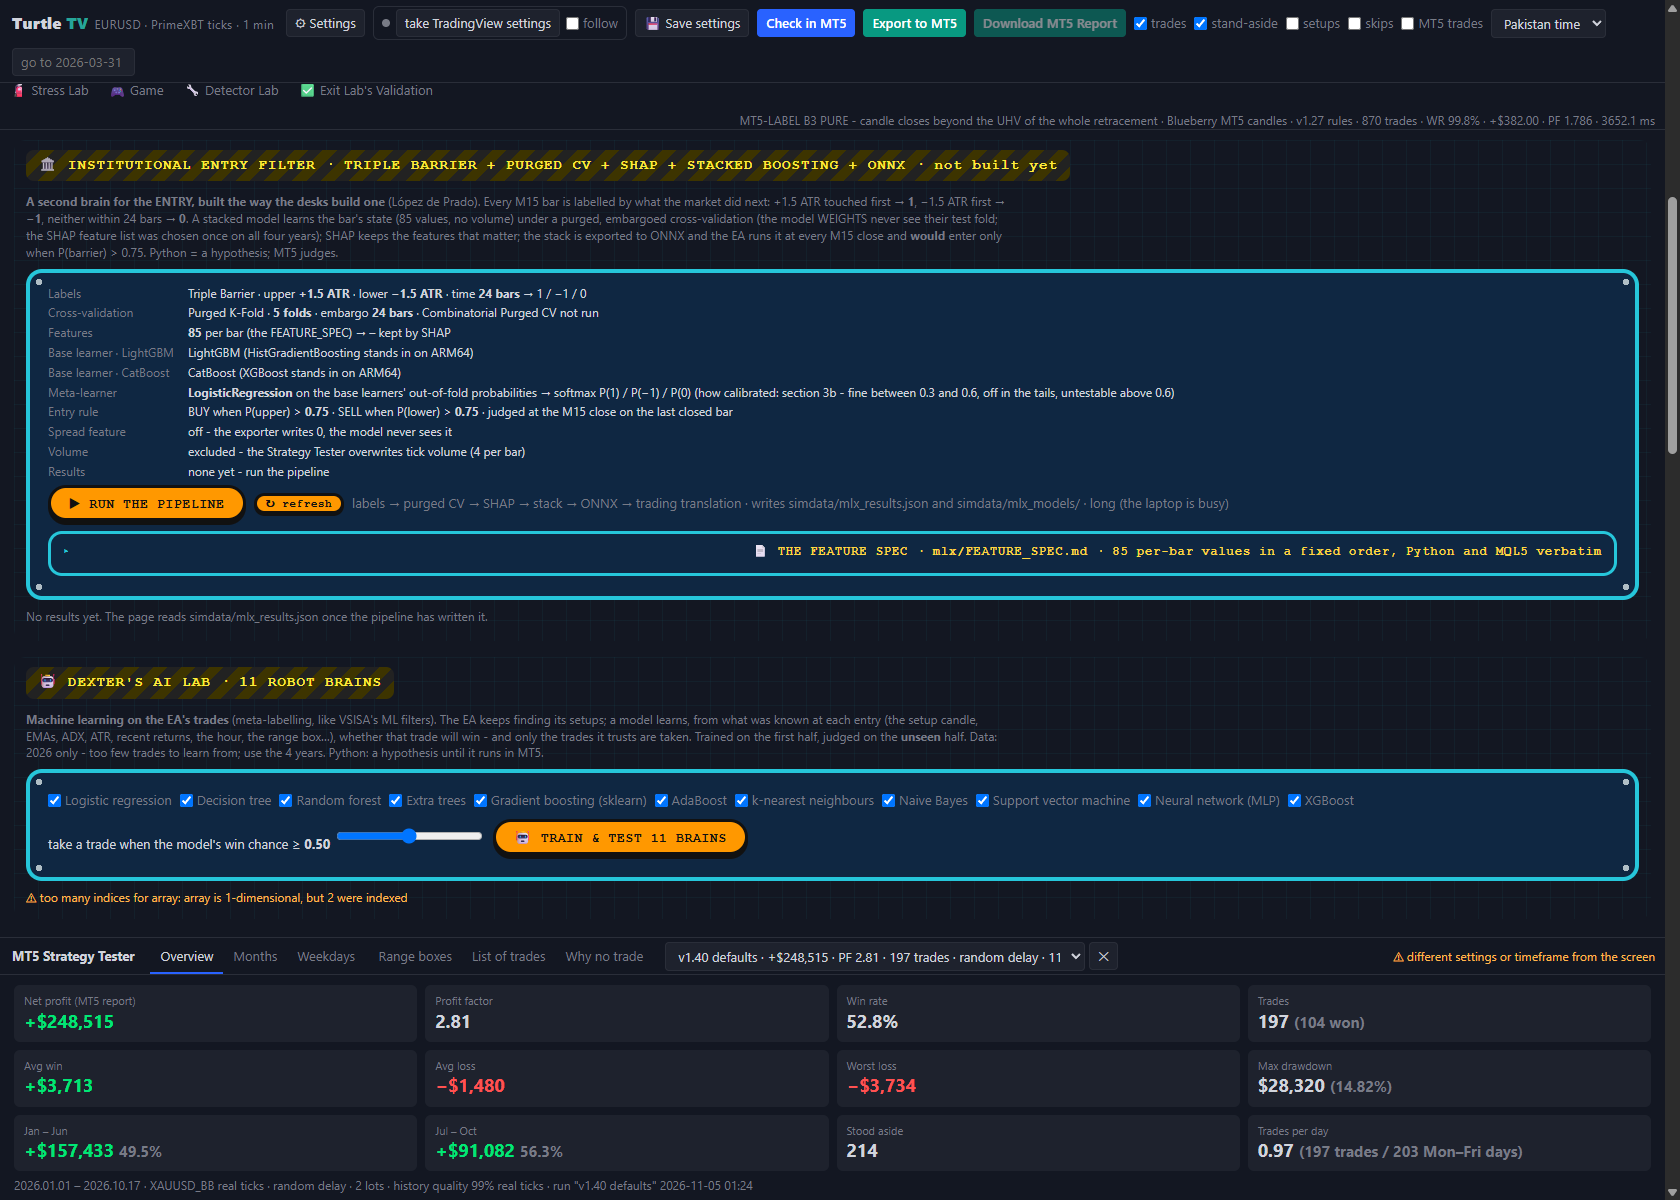 Turtle TV EURUSD · PrimeXBT ticks · 1 min ⚙ Settings take TradingView settings follow 💾 Save settings Check in MT5 Export to MT5 Download MT5 Report trades stand-aside setups skips MT5 trades Pakistan time
go to 2026-03-31
Stress Lab Game Detector Lab Exit Lab's Validation
MT5-LABEL B3 PURE - candle closes beyond the UHV of the whole retracement · Blueberry MT5 candles · v1.27 rules · 870 trades · WR 99.8% · +$382.00 · PF 1.786 · 3652.1 ms
INSTITUTIONAL ENTRY FILTER · TRIPLE BARRIER + PURGED CV + SHAP + STACKED BOOSTING + ONNX · not built yet
A second brain for the ENTRY, built the way the desks build one (López de Prado). Every M15 bar is labelled by what the market did next: +1.5 ATR touched first → 1, −1.5 ATR first →
−1, neither within 24 bars → 0. A stacked model learns the bar's state (85 values, no volume) under a purged, embargoed cross-validation (the model WEIGHTS never see their test fold;
the SHAP feature list was chosen once on all four years); SHAP keeps the features that matter; the stack is exported to ONNX and the EA runs it at every M15 close and would enter only
when P(barrier) > 0.75. Python = a hypothesis; MT5 judges.
Labels Triple Barrier · upper +1.5 ATR · lower −1.5 ATR · time 24 bars → 1 / −1 / 0
Cross-validation Purged K-Fold · 5 folds · embargo 24 bars · Combinatorial Purged CV not run
Features 85 per bar (the FEATURE_SPEC) → – kept by SHAP
Base learner · LightGBM LightGBM (HistGradientBoosting stands in on ARM64)
Base learner · CatBoost CatBoost (XGBoost stands in on ARM64)
Meta-learner LogisticRegression on the base learners' out-of-fold probabilities → softmax P(1) / P(−1) / P(0) (how calibrated: section 3b - fine between 0.3 and 0.6, off in the tails, untestable above 0.6)
Entry rule BUY when P(upper) > 0.75 · SELL when P(lower) > 0.75 · judged at the M15 close on the last closed bar
Spread feature off - the exporter writes 0, the model never sees it
Volume excluded - the Strategy Tester overwrites tick volume (4 per bar)
Results none yet - run the pipeline
▶ RUN THE PIPELINE ↻ refresh labels → purged CV → SHAP → stack → ONNX → trading translation · writes simdata/mlx_results.json and simdata/mlx_models/ · long (the laptop is busy)
THE FEATURE SPEC · mlx/FEATURE_SPEC.md · 85 per-bar values in a fixed order, Python and MQL5 verbatim
No results yet. The page reads simdata/mlx_results.json once the pipeline has written it.
DEXTER'S AI LAB · 11 ROBOT BRAINS
Machine learning on the EA's trades (meta-labelling, like VSISA's ML filters). The EA keeps finding its setups; a model learns, from what was known at each entry (the setup candle,
EMAs, ADX, ATR, recent returns, the hour, the range box...), whether that trade will win - and only the trades it trusts are taken. Trained on the first half, judged on the unseen half. Data:
2026 only - too few trades to learn from; use the 4 years. Python: a hypothesis until it runs in MT5.
Logistic regression Decision tree Random forest Extra trees Gradient boosting (sklearn) AdaBoost k-nearest neighbours Naive Bayes Support vector machine Neural network (MLP) XGBoost
take a trade when the model's win chance ≥ 0.50 TRAIN & TEST 11 BRAINS
⚠ too many indices for array: array is 1-dimensional, but 2 were indexed
MT5 Strategy Tester Overview Months Weekdays Range boxes List of trades Why no trade v1.40 defaults · +$248,515 · PF 2.81 · 197 trades · random delay · 11 ✕ ⚠ different settings or timeframe from the screen
Net profit (MT5 report) Profit factor Win rate Trades
+$248,515 2.81 52.8% 197 (104 won)
Avg win Avg loss Worst loss Max drawdown
+$3,713 −$1,480 −$3,734 $28,320 (14.82%)
Jan – Jun Jul – Oct Stood aside Trades per day
+$157,433 49.5% +$91,082 56.3% 214 0.97 (197 trades / 203 Mon–Fri days)
2026.01.01 – 2026.10.17 · XAUUSD_BB real ticks · random delay · 2 lots · history quality 99% real ticks · run "v1.40 defaults" 2026-11-05 01:24